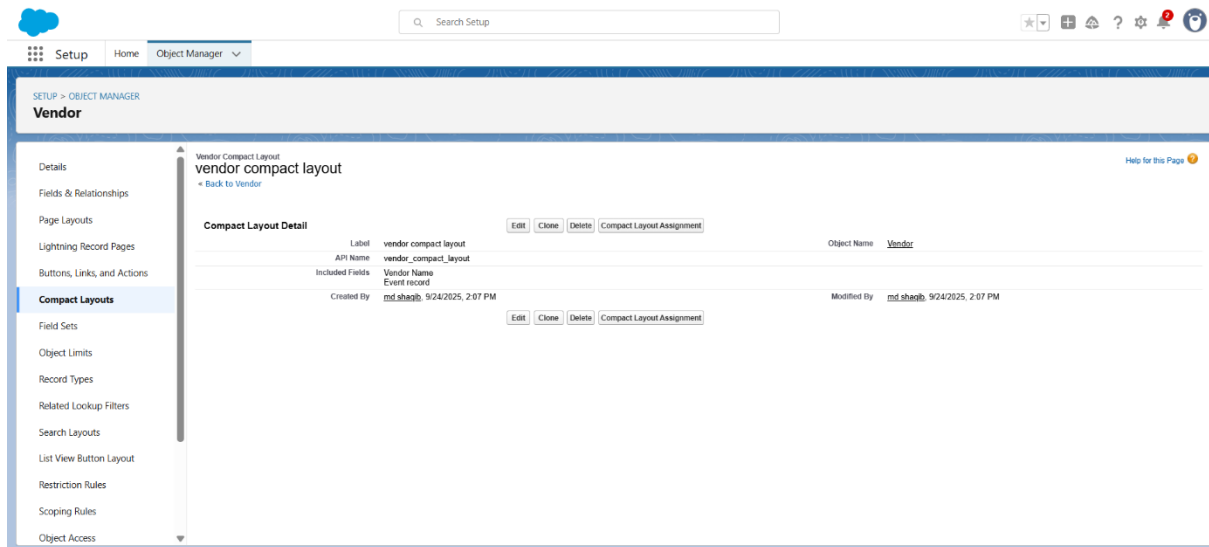 Search Setup
2
Setup
Home
Object Manager
SETUP > OBJECT MANAGER
Vendor
Details
Fields & Relationships
Page Layouts
Lightning Record Pages
Buttons, Links, and Actions
Compact Layouts
Field Sets
Object Limits
Record Types
Related Lookup Filters
Search Layouts
List View Button Layout
Restriction Rules
Scoping Rules
Object Access
Vendor Compact Layout
vendor compact layout
« Back to Vendor
Help for this Page
Compact Layout Detail
Edit Clone Delete Compact Layout Assignment
Label vendor compact layout Object Name Vendor
API Name vendor_compact_layout
Included Fields Vendor Name
Event record
Created By md shaqib, 9/24/2025, 2:07 PM Modified By md shaqib, 9/24/2025, 2:07 PM
Edit Clone Delete Compact Layout Assignment